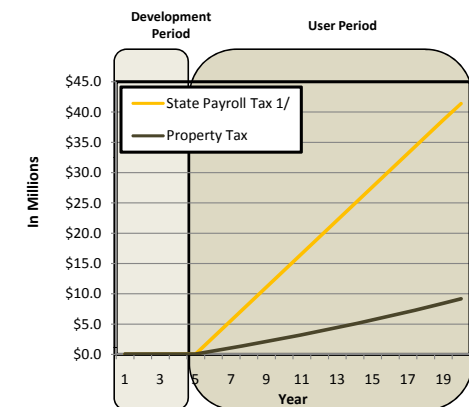 Development
Period
User Period
$45.0
$40.0
$35.0
$30.0
$25.0
$20.0
$15.0
$10.0
$5.0
$0.0
In Millions
State Payroll Tax 1/
Property Tax
1 3 5 7 9 11 13 15 17 19
Year